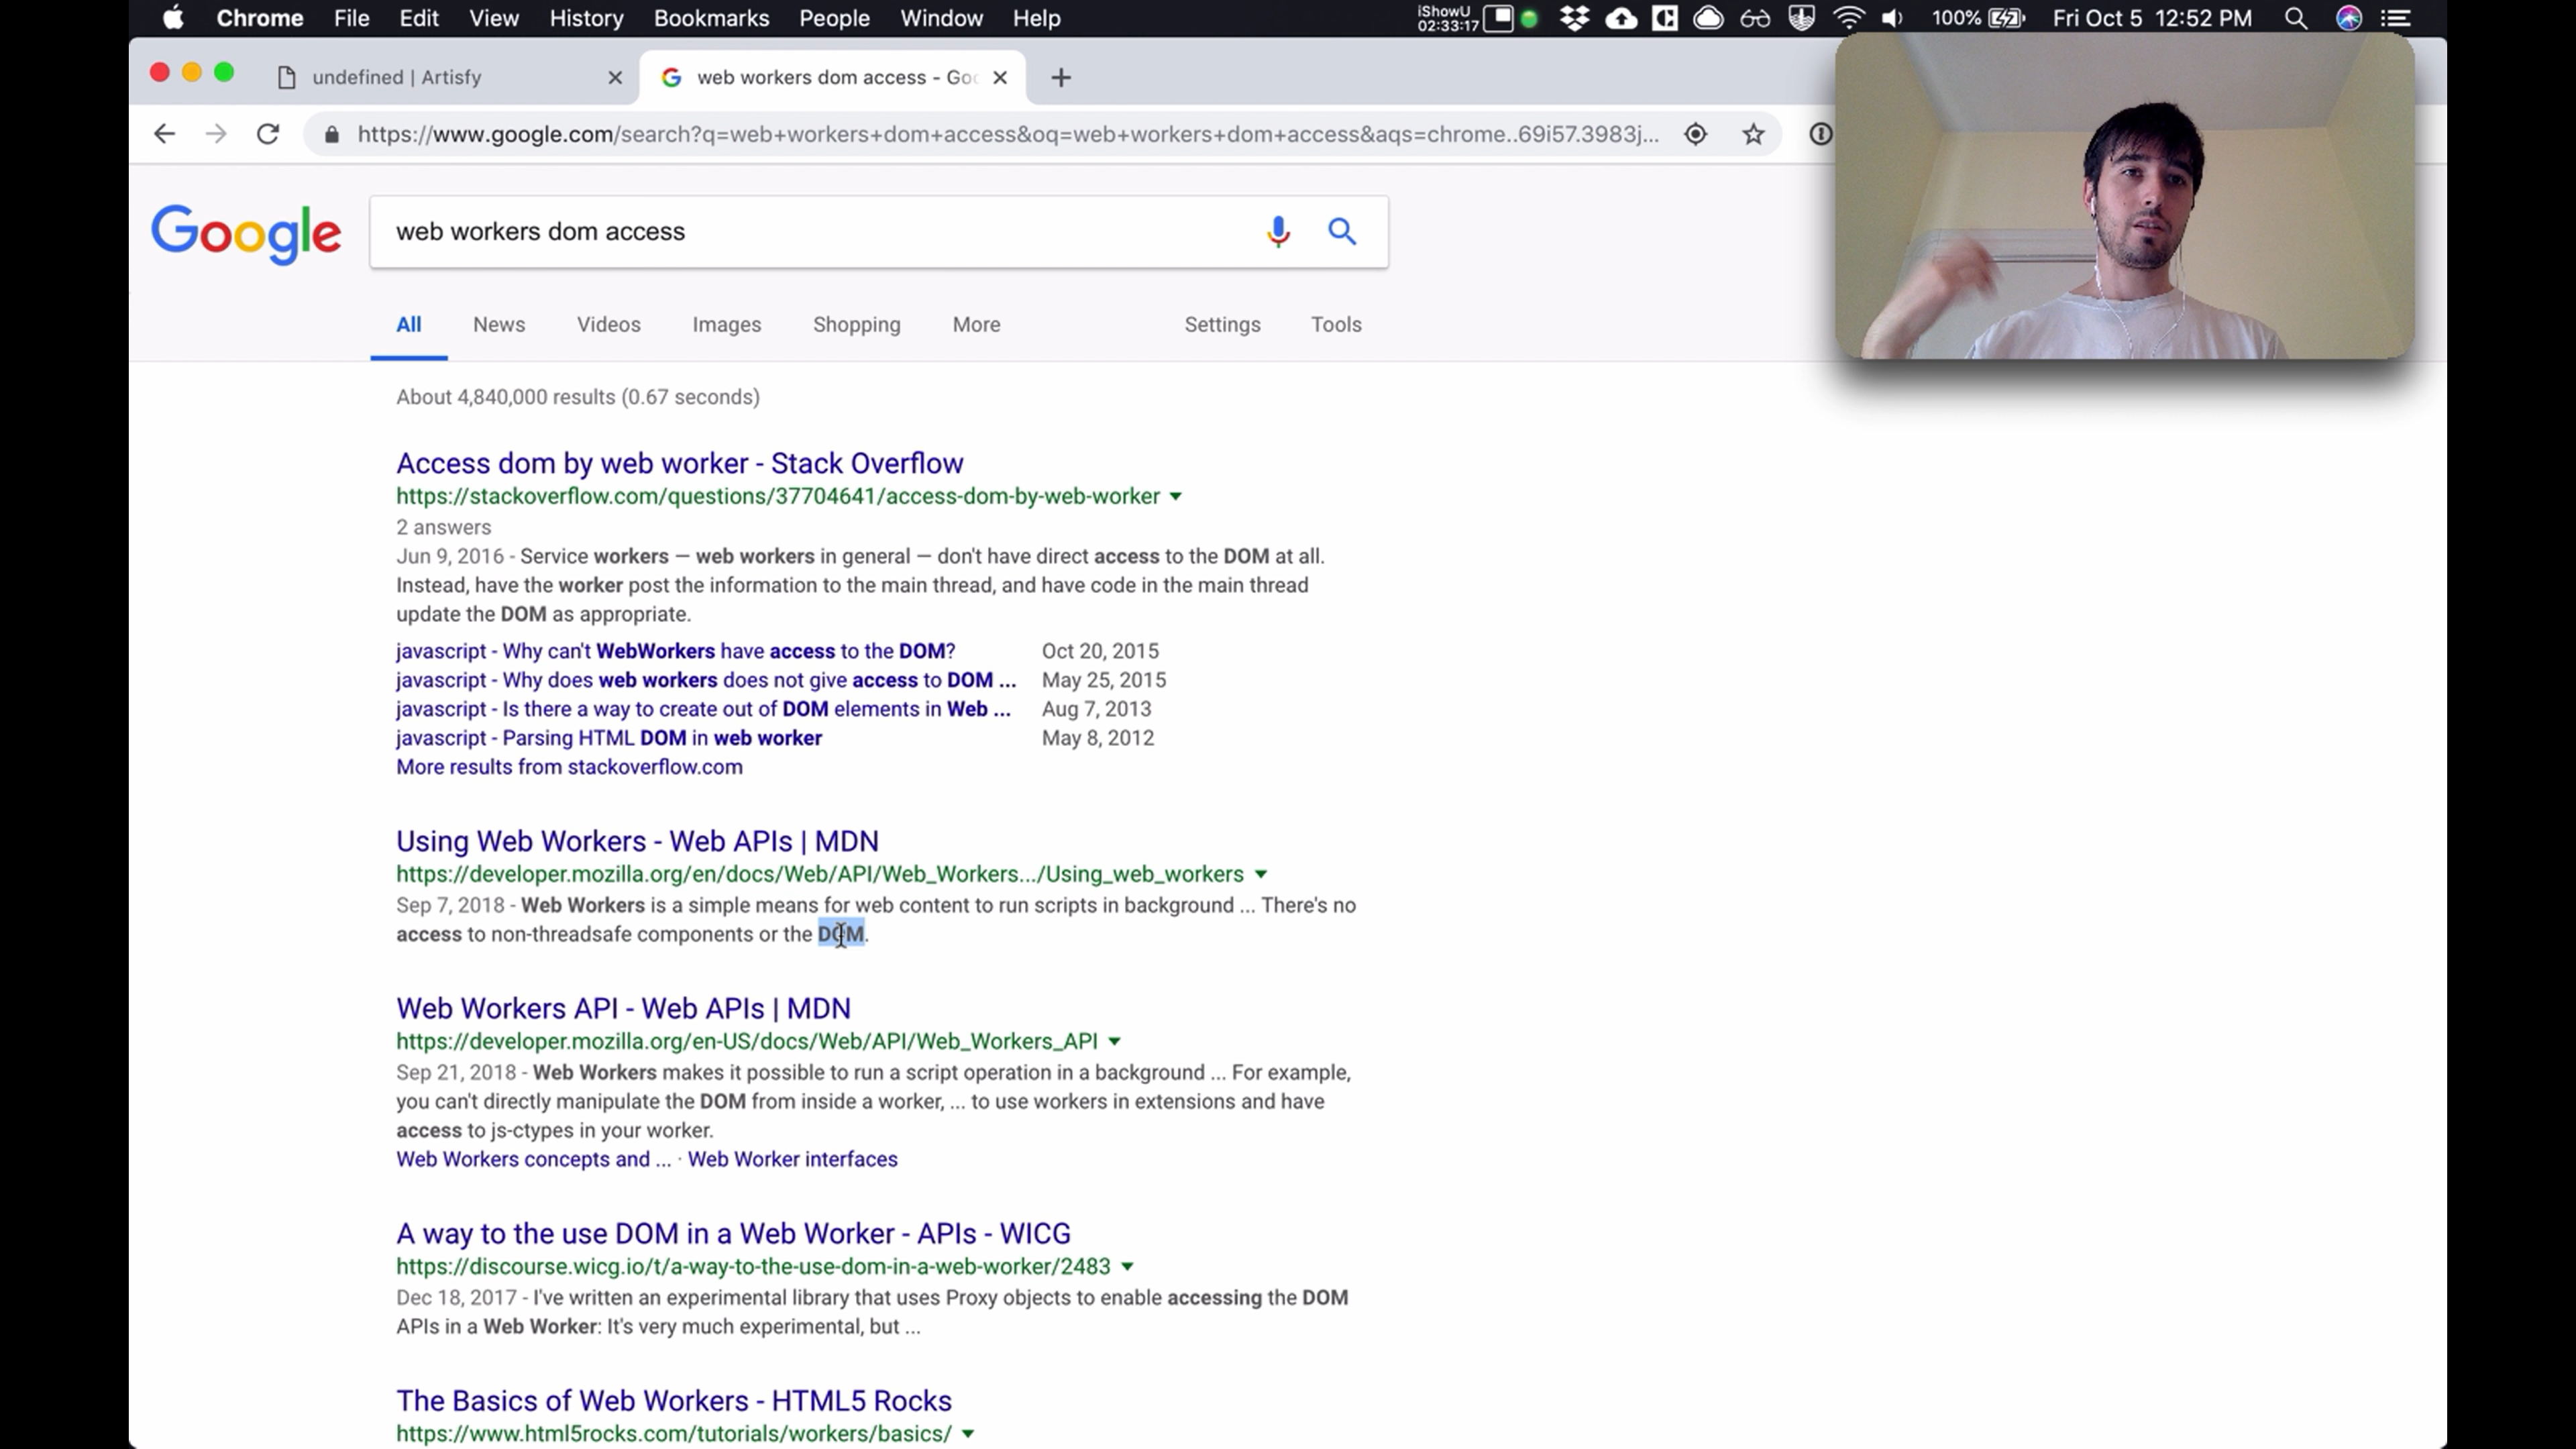 Chrome File Edit View History Bookmarks People Window Help
iShowU
02:33:17
100%
Fri Oct 5 12:52 PM
undefined | Artisfy
web workers dom access - Goo
https://www.google.com/search?q=web+workers+dom+access&oq=web+workers+dom+access&aqs=chrome..69i57.3983j...
Google
web workers dom access
All News Videos Images Shopping More Settings Tools
About 4,840,000 results (0.67 seconds)
Access dom by web worker - Stack Overflow
https://stackoverflow.com/questions/37704641/access-dom-by-web-worker
2 answers
Jun 9, 2016 - Service workers — web workers in general — don't have direct access to the DOM at all.
Instead, have the worker post the information to the main thread, and have code in the main thread
update the DOM as appropriate.
javascript - Why can't WebWorkers have access to the DOM? Oct 20, 2015
javascript - Why does web workers does not give access to DOM ... May 25, 2015
javascript - Is there a way to create out of DOM elements in Web ... Aug 7, 2013
javascript - Parsing HTML DOM in web worker May 8, 2012
More results from stackoverflow.com
Using Web Workers - Web APIs | MDN
https://developer.mozilla.org/en/docs/Web/API/Web_Workers.../Using_web_workers
Sep 7, 2018 - Web Workers is a simple means for web content to run scripts in background ... There's no
access to non-threadsafe components or the DOM.
Web Workers API - Web APIs | MDN
https://developer.mozilla.org/en-US/docs/Web/API/Web_Workers_API
Sep 21, 2018 - Web Workers makes it possible to run a script operation in a background ... For example,
you can't directly manipulate the DOM from inside a worker, ... to use workers in extensions and have
access to js-ctypes in your worker.
Web Workers concepts and ... · Web Worker interfaces
A way to the use DOM in a Web Worker - APIs - WICG
https://discourse.wicg.io/t/a-way-to-the-use-dom-in-a-web-worker/2483
Dec 18, 2017 - I've written an experimental library that uses Proxy objects to enable accessing the DOM
APIs in a Web Worker: It's very much experimental, but ...
The Basics of Web Workers - HTML5 Rocks
https://www.html5rocks.com/tutorials/workers/basics/